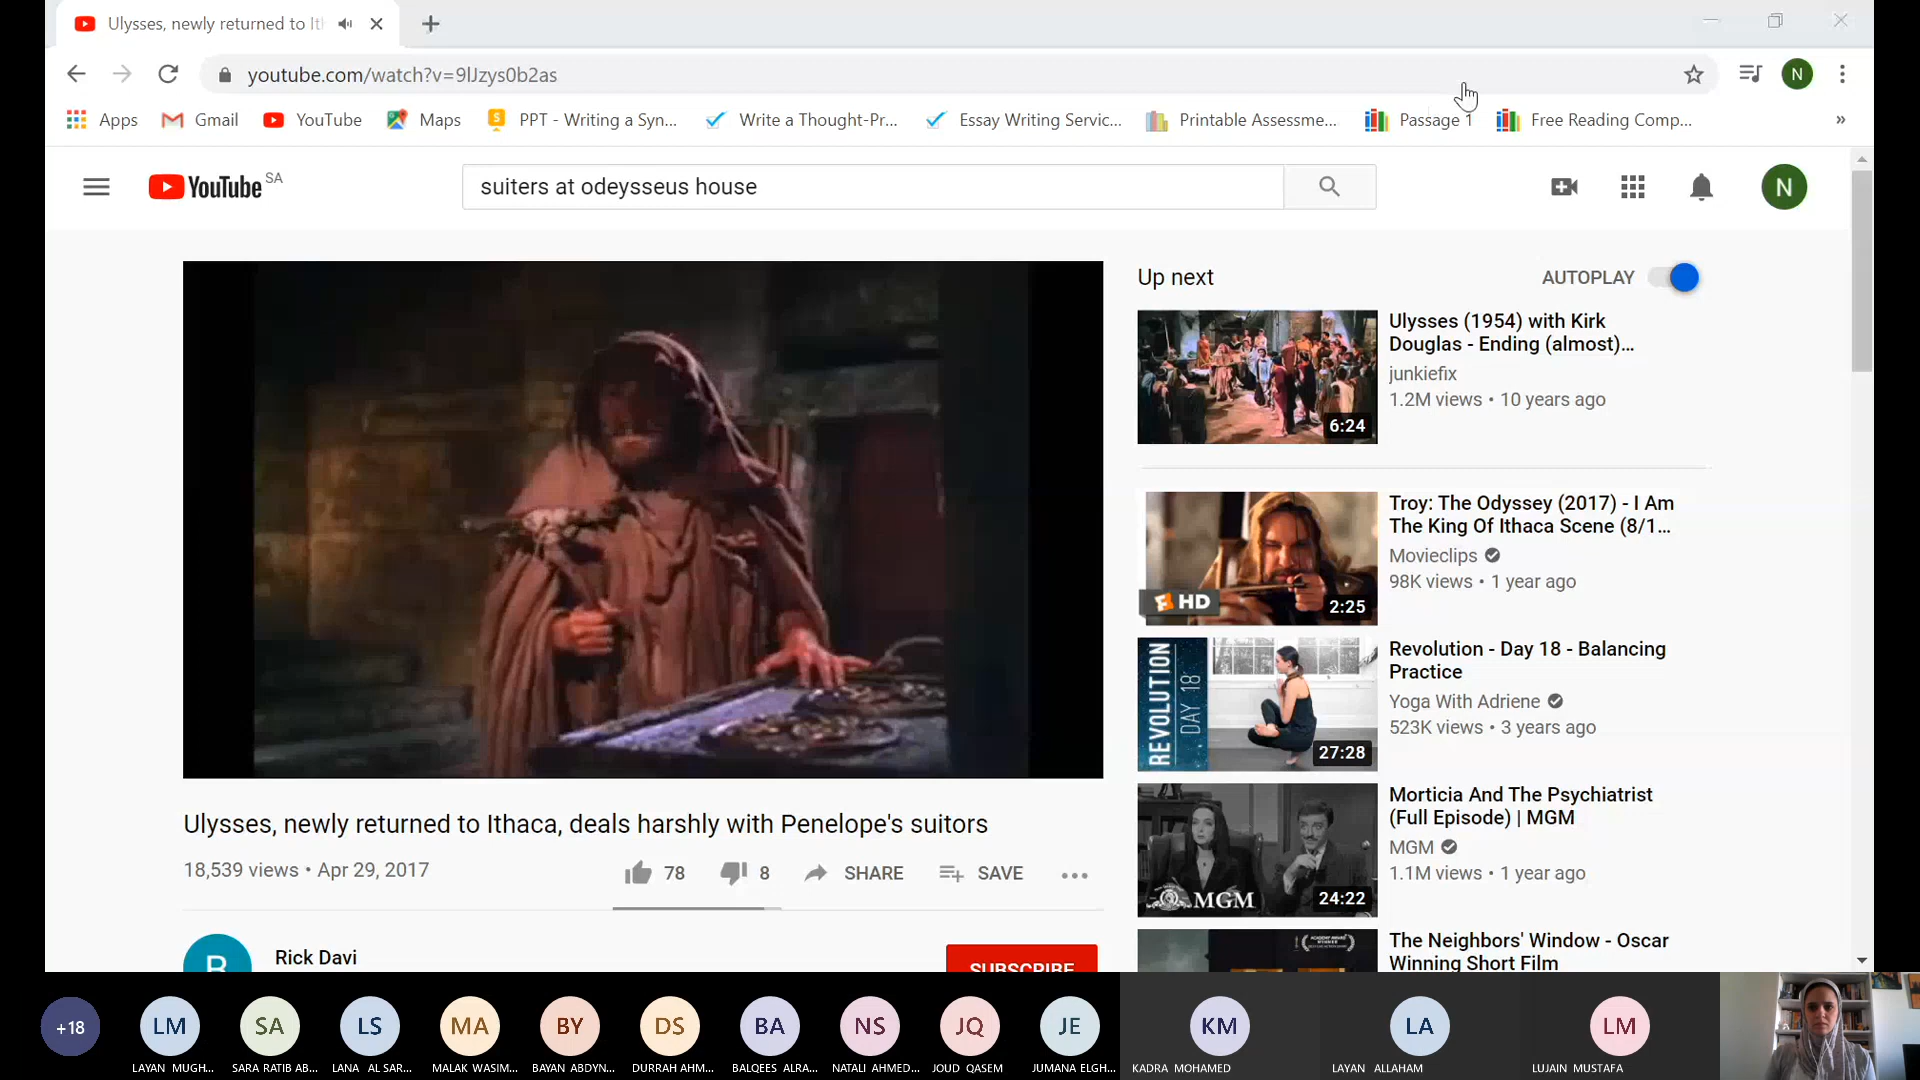 Ulysses, newly returned to It
youtube.com/watch?v=9lJzys0b2as
N
Apps
Gmail
YouTube
Maps
PPT - Writing a Syn...
Write a Thought-Pr...
Essay Writing Servic...
Printable Assessme...
Passage 1
Free Reading Comp...
»
YouTube SA
suiters at odeysseus house
N
Up next
AUTOPLAY
6:24
Ulysses (1954) with Kirk
Douglas - Ending (almost)...
junkiefix
1.2M views • 10 years ago
HD
2:25
Troy: The Odyssey (2017) - I Am
The King Of Ithaca Scene (8/1...
Movieclips
98K views • 1 year ago
REVOLUTION
DAY 18
27:28
Revolution - Day 18 - Balancing
Practice
Yoga With Adriene
523K views • 3 years ago
MGM
24:22
Morticia And The Psychiatrist
(Full Episode) | MGM
MGM
1.1M views • 1 year ago
The Neighbors' Window - Oscar
Winning Short Film
Ulysses, newly returned to Ithaca, deals harshly with Penelope's suitors
18,539 views • Apr 29, 2017
78
8
SHARE
SAVE
R
Rick Davi
SUBSCRIBE
+18
LM
SA
LS
MA
BY
DS
BA
NS
JQ
JE
KM
LA
LM
LAYAN MUGH...
SARA RATIB AB...
LANA AL SAR...
MALAK WASIM...
BAYAN ABDYN...
DURRAH AHM...
BALQEES ALRA...
NATALI AHMED...
JOUD QASEM
JUMANA ELGH...
KADRA MOHAMED
LAYAN ALLAHAM
LUJAIN MUSTAFA